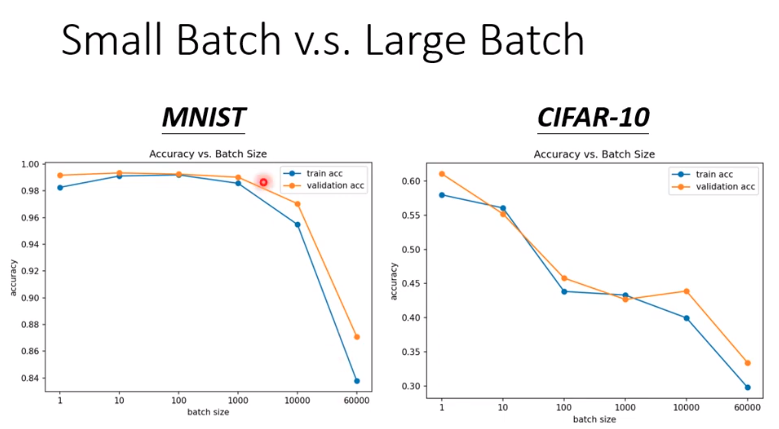 Small Batch v.s. Large Batch
MNIST
Accuracy vs. Batch Size
train acc
validation acc
accuracy
1.00
0.98
0.96
0.94
0.92
0.90
0.88
0.86
0.84
1 10 100 1000 10000 60000
batch size
CIFAR-10
Accuracy vs. Batch Size
train acc
validation acc
accuracy
0.60
0.55
0.50
0.45
0.40
0.35
0.30
1 10 100 1000 10000 60000
batch size